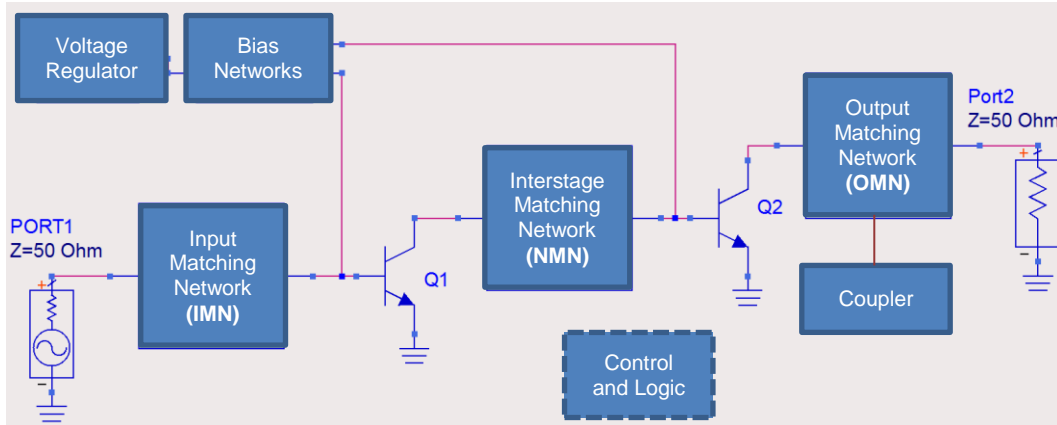 Voltage
Regulator
Bias
Networks
Output
Matching
Network
(OMN)
Port2
Z=50 Ohm
+
-
Interstage
Matching
Network
(NMN)
Q2
PORT1
Z=50 Ohm
+
-
Input
Matching
Network
(IMN)
Q1
Coupler
Control
and Logic